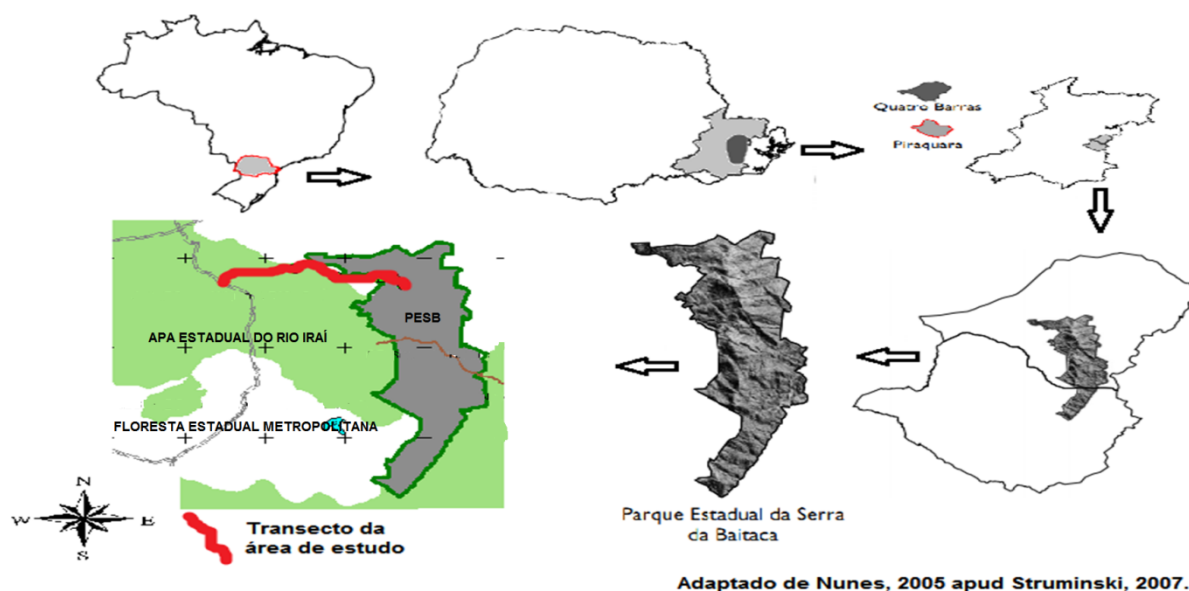 Quatro Barras
Piraquara
PESB
APA ESTADUAL DO RIO IRAÍ
FLORESTA ESTADUAL METROPOLITANA
N
W E
S
Transecto da
área de estudo
Parque Estadual da Serra
da Baitaca
Adaptado de Nunes, 2005 apud Struminski, 2007.